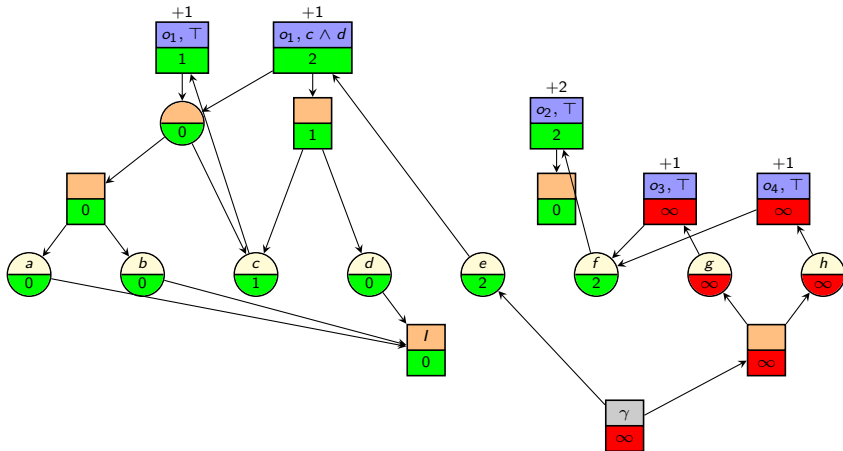 +1 +1
o₁, ⊤ o₁, c ∧ d
1 2
+2
o₂, ⊤
2
0
1
+1 +1
o₃, ⊤ o₄, ⊤
0 0 ∞ ∞
a b c d e f g h
0 0 1 0 2 2 ∞ ∞
I
0 ∞
γ
∞